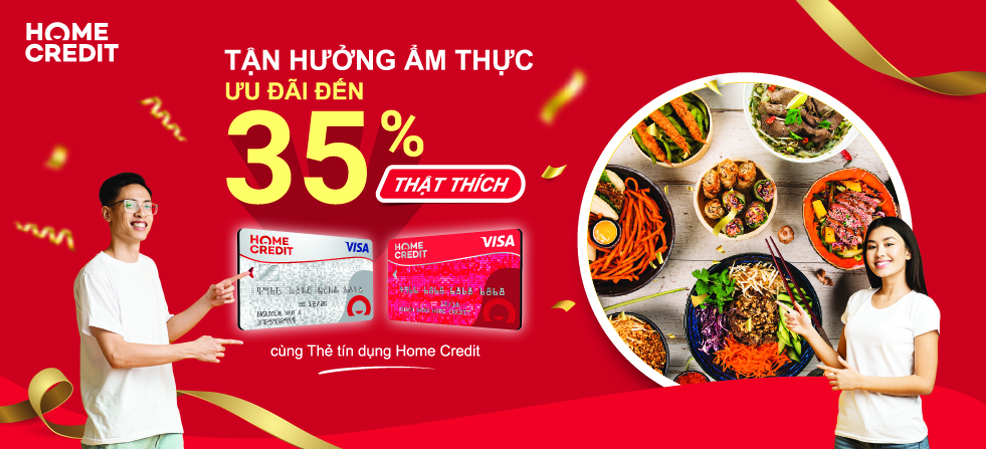 HOME
CREDIT
TẬN HƯỞNG ẨM THỰC
ƯU ĐÃI ĐẾN
35%
THẬT THÍCH
HOME
CREDIT
VISA
HOME
CREDIT
VISA
cùng Thẻ tín dụng Home Credit